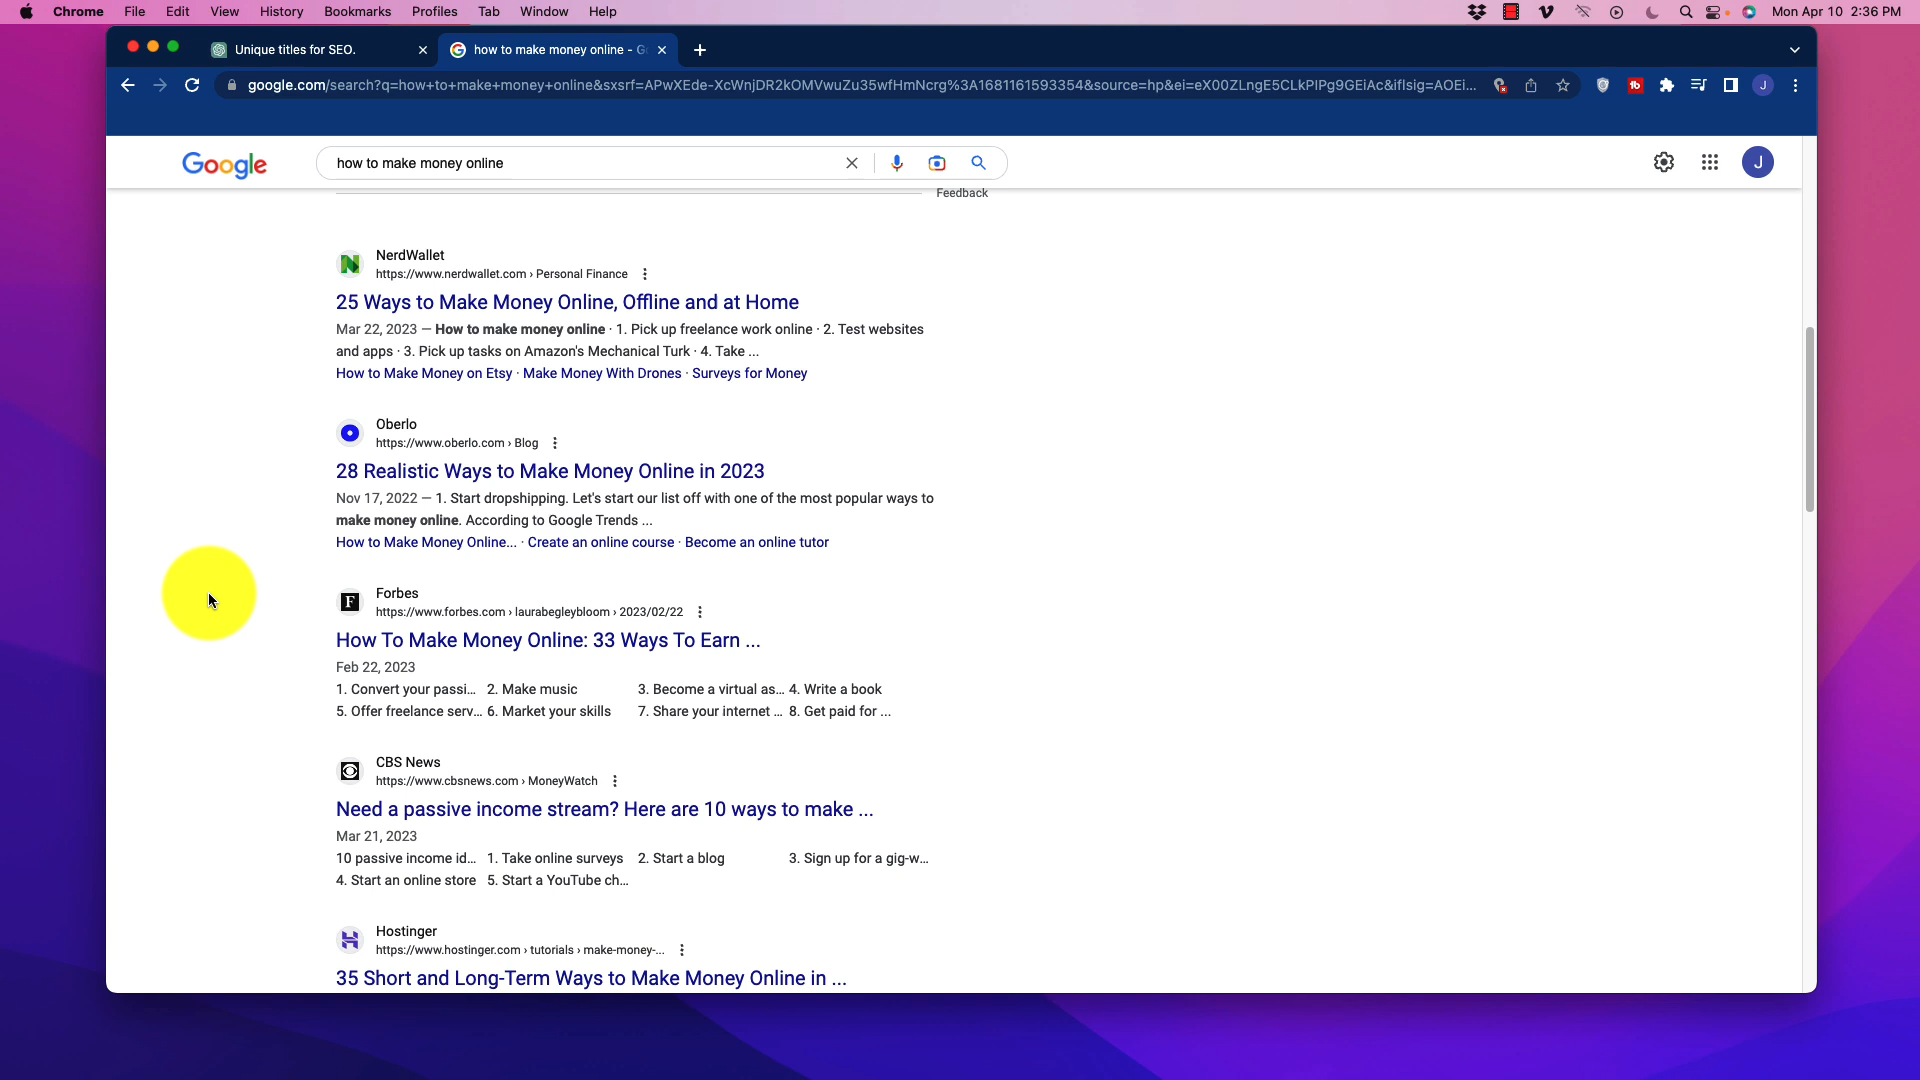 Chrome File Edit View History Bookmarks Profiles Tab Window Help Mon Apr 10 2:36 PM
Unique titles for SEO. how to make money online - G
google.com/search?q=how+to+make+money+online&sxsrf=APwXEde-XcWnjDR2kOMVwuZu35wfHmNcrg%3A1681161593354&source=hp&ei=eX00ZLngE5CLkPIPg9GEiAc&iflsig=AOEi... J
Google how to make money online J
Feedback
NerdWallet
https://www.nerdwallet.com › Personal Finance
25 Ways to Make Money Online, Offline and at Home
Mar 22, 2023 — How to make money online · 1. Pick up freelance work online · 2. Test websites
and apps · 3. Pick up tasks on Amazon's Mechanical Turk · 4. Take ...
How to Make Money on Etsy · Make Money With Drones · Surveys for Money
Oberlo
https://www.oberlo.com › Blog
28 Realistic Ways to Make Money Online in 2023
Nov 17, 2022 — 1. Start dropshipping. Let's start our list off with one of the most popular ways to
make money online. According to Google Trends ...
How to Make Money Online... · Create an online course · Become an online tutor
Forbes
https://www.forbes.com › laurabegleybloom › 2023/02/22
How To Make Money Online: 33 Ways To Earn ...
Feb 22, 2023
1. Convert your passi... 2. Make music 3. Become a virtual as... 4. Write a book
5. Offer freelance serv... 6. Market your skills 7. Share your internet ... 8. Get paid for ...
CBS News
https://www.cbsnews.com › MoneyWatch
Need a passive income stream? Here are 10 ways to make ...
Mar 21, 2023
10 passive income id... 1. Take online surveys 2. Start a blog 3. Sign up for a gig-w...
4. Start an online store 5. Start a YouTube ch...
Hostinger
https://www.hostinger.com › tutorials › make-money-...
35 Short and Long-Term Ways to Make Money Online in ...